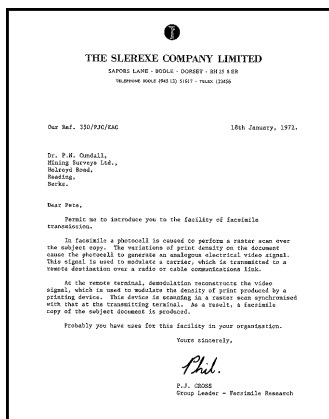 THE SLEREXE COMPANY LIMITED
SAPORS LANE - BOOLE - DORSET - BH 25 8 ER
TELEPHONE BOOLE (945 13) 51617 - TELEX 123456
Our Ref. 350/PJC/EAC
18th January, 1972.
Dr. P.N. Cundall,
Mining Surveys Ltd.,
Holroyd Road,
Reading,
Berks.
Dear Pete,
Permit me to introduce you to the facility of facsimile
transmission.
In facsimile a photocell is caused to perform a raster scan over
the subject copy. The variations of print density on the document
cause the photocell to generate an analogous electrical video signal.
This signal is used to modulate a carrier, which is transmitted to a
remote destination over a radio or cable communications link.
At the remote terminal, demodulation reconstructs the video
signal, which is used to modulate the density of print produced by a
printing device. This device is scanning in a raster scan synchronised
with that at the transmitting terminal. As a result, a facsimile
copy of the subject document is produced.
Probably you have uses for this facility in your organisation.
Yours sincerely,
Phil.
P.J. CROSS
Group Leader - Facsimile Research